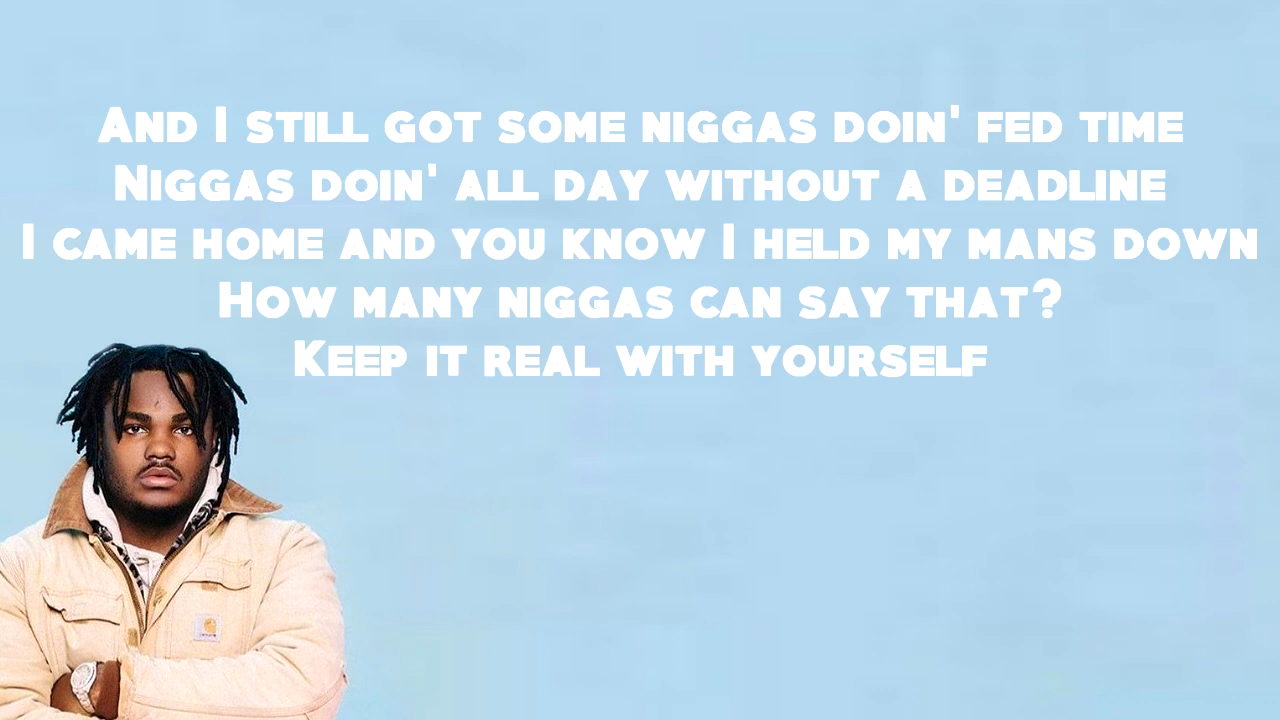 And I still got some niggas doin' fed time
Niggas doin' all day without a deadline
I came home and you know I held my mans down
How many niggas can say that?
Keep it real with yourself